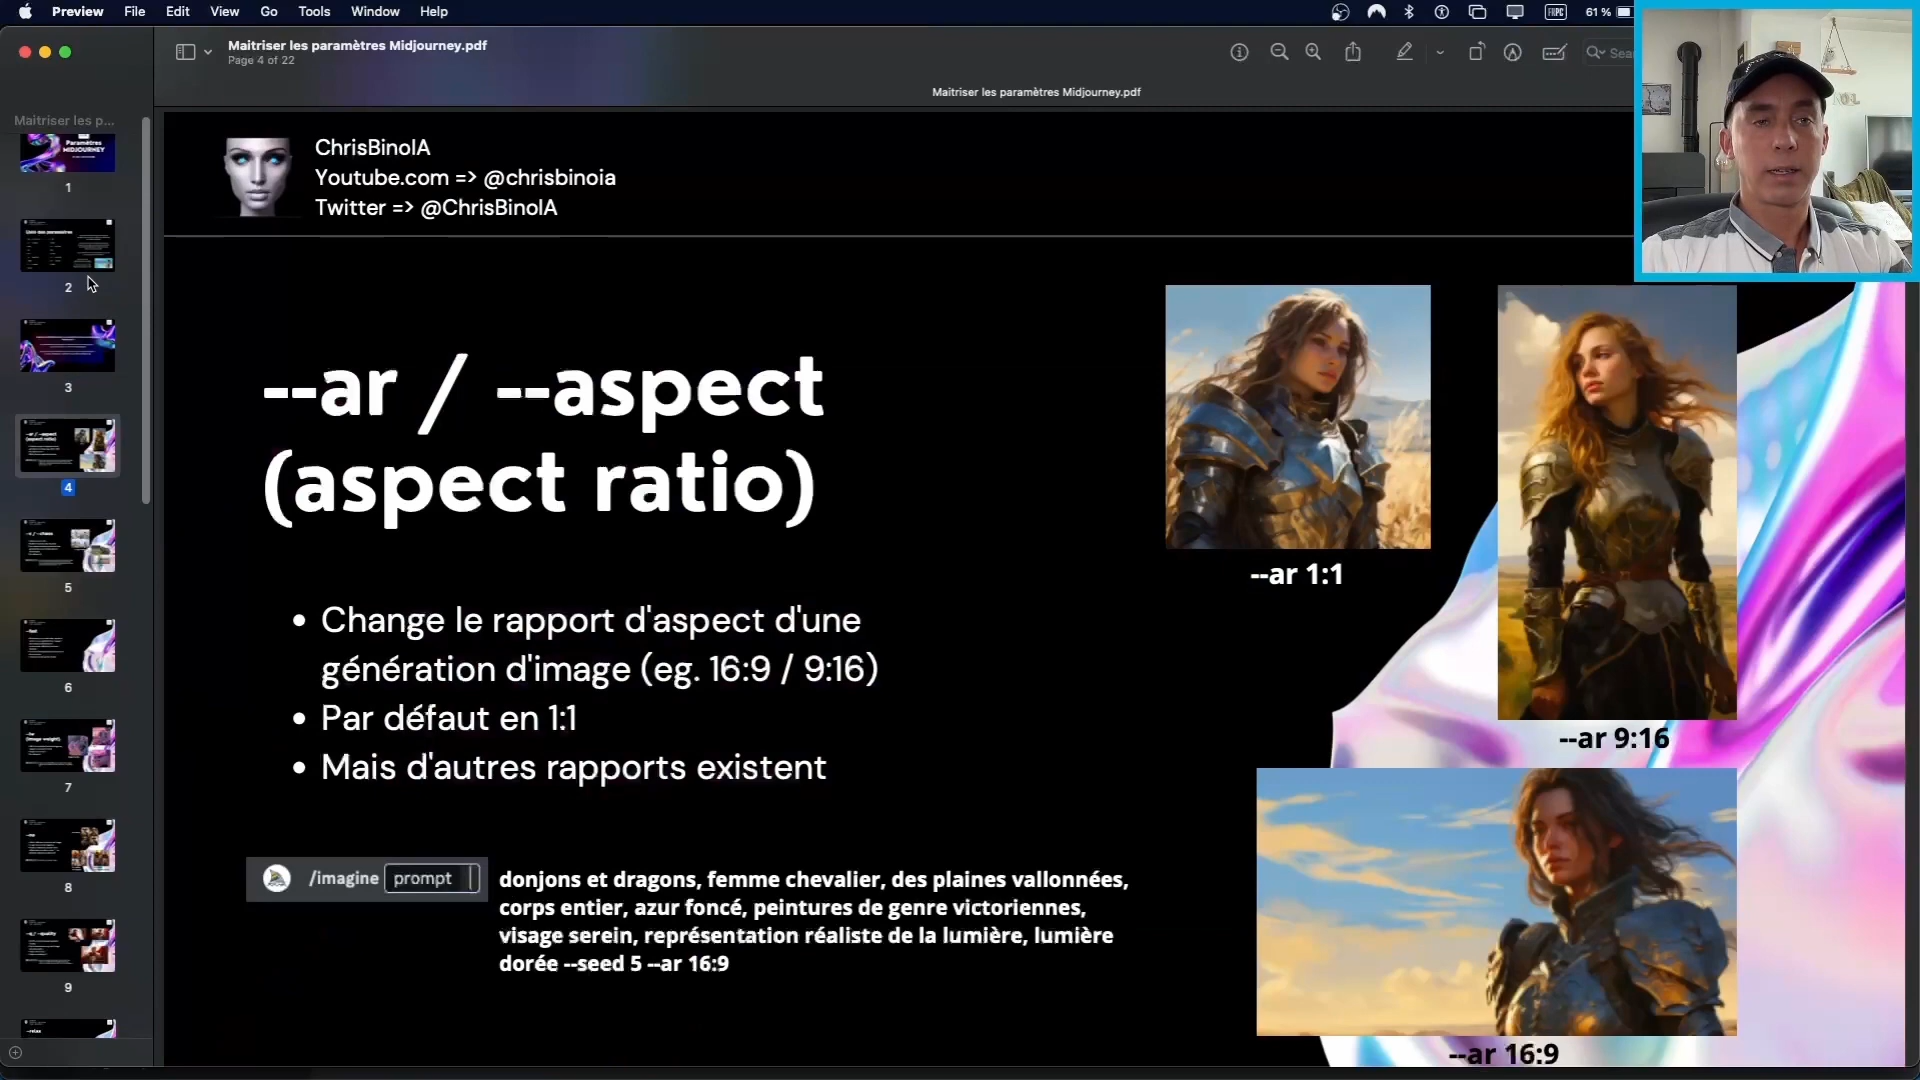 Preview File Edit View Go Tools Window Help
61 %
Maitriser les paramètres Midjourney.pdf
Page 4 of 22
Maitriser les paramètres Midjourney.pdf
Maitriser les p...
Paramètres
MIDJOURNEY
1
2
3
4
5
6
7
8
9
ChrisBinoIA
Youtube.com => @chrisbinoia
Twitter => @ChrisBinoIA
--ar / --aspect
(aspect ratio)
• Change le rapport d'aspect d'une
génération d'image (eg. 16:9 / 9:16)
• Par défaut en 1:1
• Mais d'autres rapports existent
/imagine prompt
donjons et dragons, femme chevalier, des plaines vallonnées,
corps entier, azur foncé, peintures de genre victoriennes,
visage serein, représentation réaliste de la lumière, lumière
dorée --seed 5 --ar 16:9
--ar 1:1
--ar 9:16
--ar 16:9